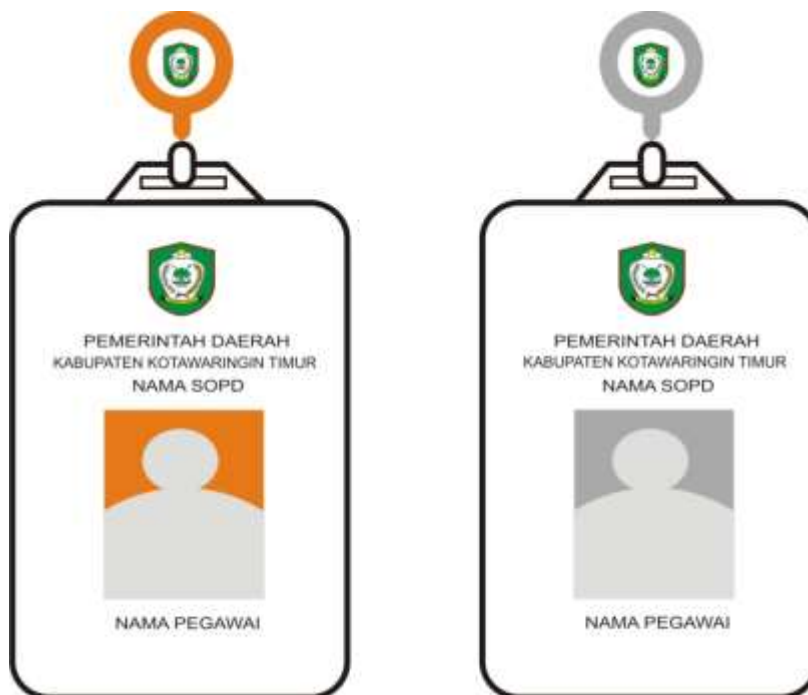 PEMERINTAH DAERAH
KABUPATEN KOTAWARINGIN TIMUR
NAMA SOPD
NAMA PEGAWAI
PEMERINTAH DAERAH
KABUPATEN KOTAWARINGIN TIMUR
NAMA SOPD
NAMA PEGAWAI